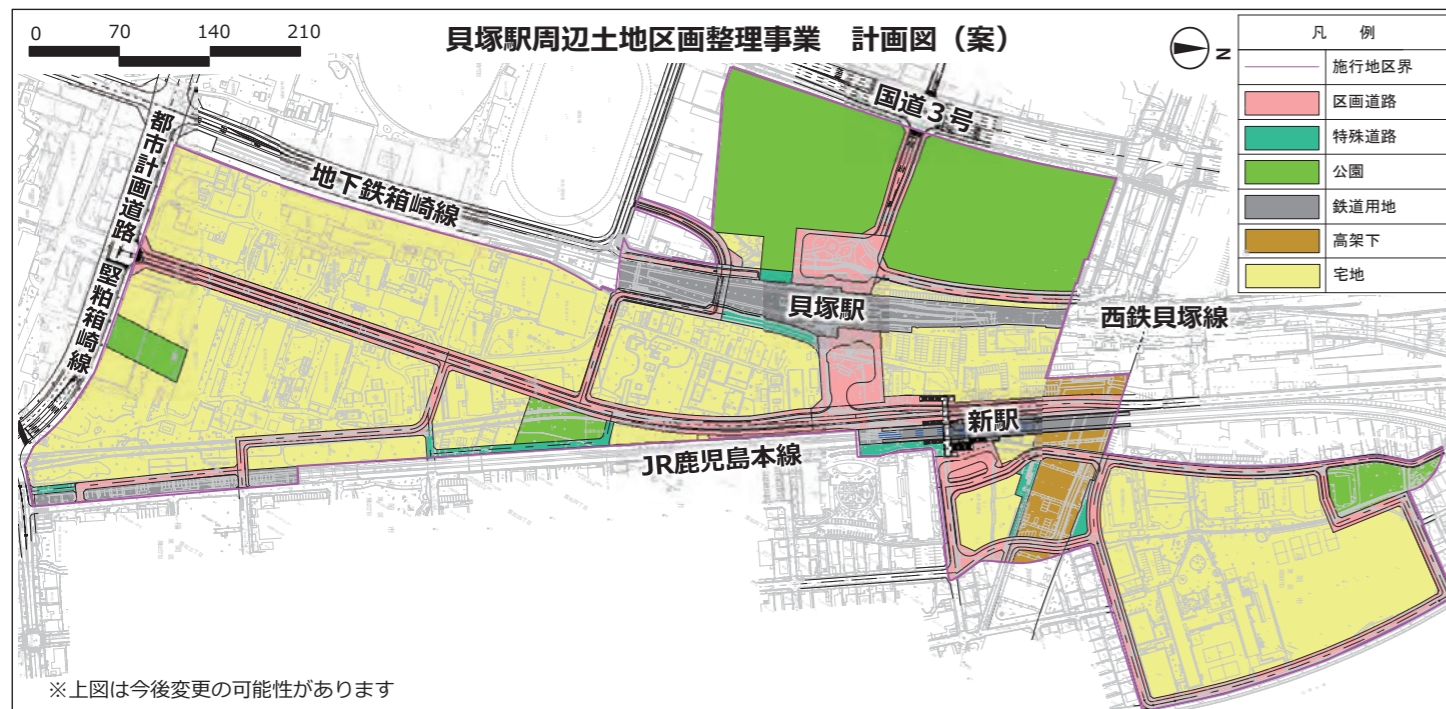 貝塚駅周辺土地区画整理事業　計画図（案）
0 70 140 210
N
凡　例
施行地区界
区画道路
特殊道路
公園
鉄道用地
高架下
宅地
国道３号
都市計画道路 堅粕箱崎線
地下鉄箱崎線
貝塚駅
西鉄貝塚線
新駅
JR鹿児島本線
※上図は今後変更の可能性があります